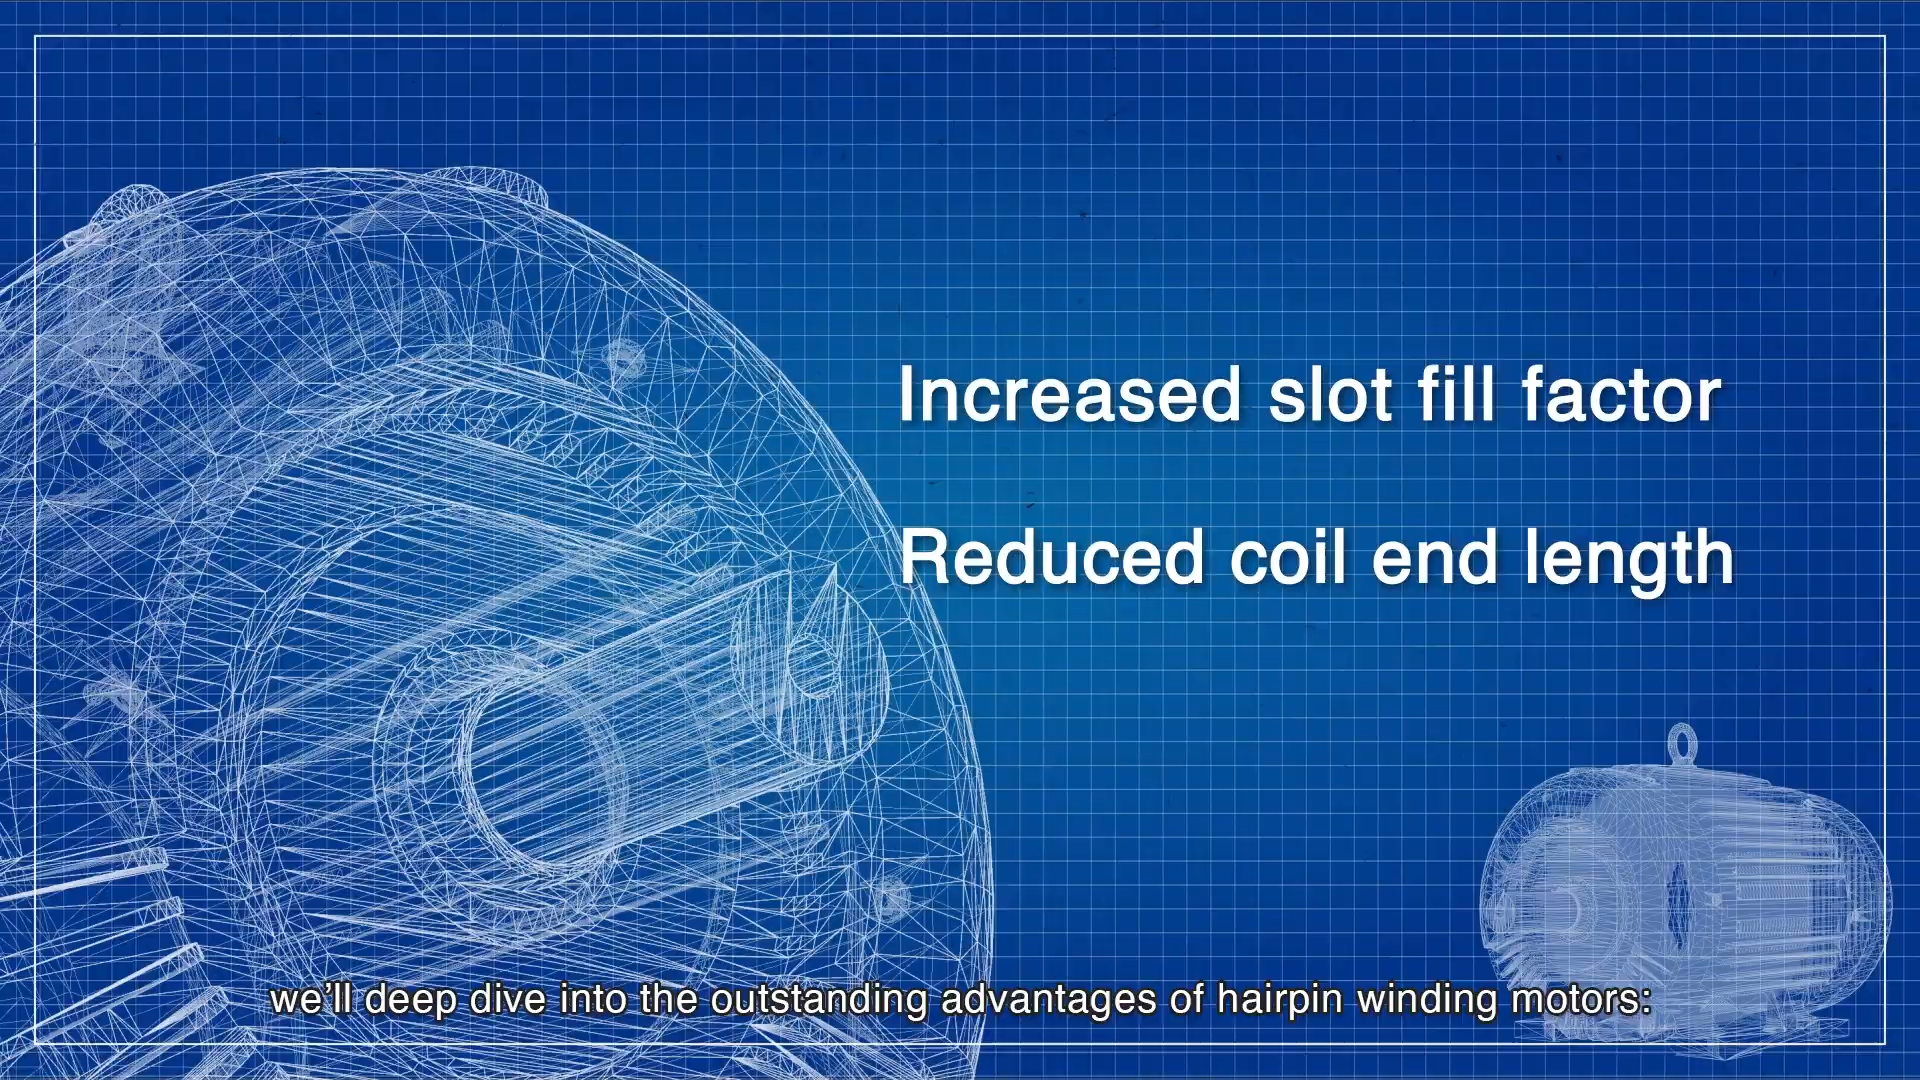 Increased slot fill factor
Reduced coil end length
we’ll deep dive into the outstanding advantages of hairpin winding motors: